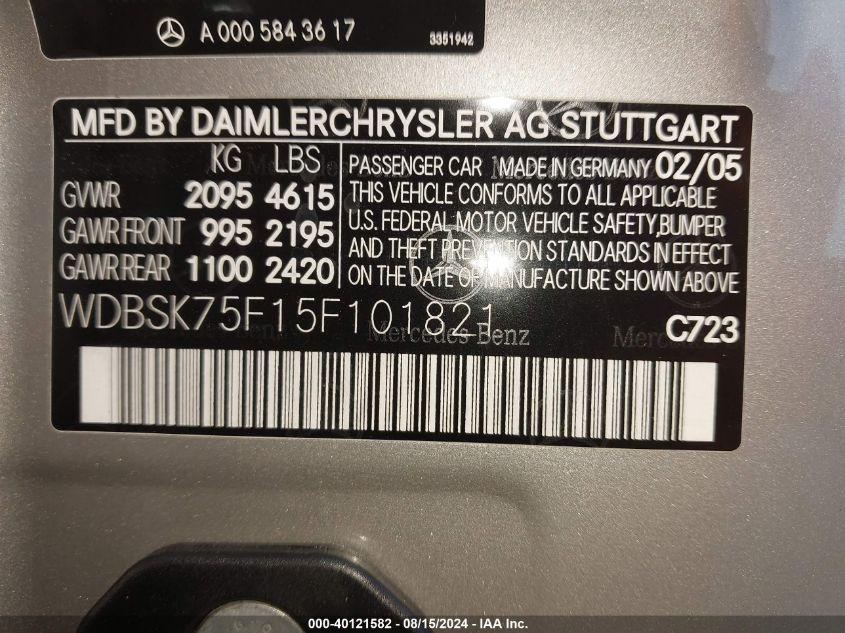 A 000 584 36 17 3351942
MFD BY DAIMLERCHRYSLER AG STUTTGART
KG LBS.
GVWR 2095 4615
GAWR FRONT 995 2195
GAWR REAR 1100 2420
PASSENGER CAR MADE IN GERMANY 02/05
THIS VEHICLE CONFORMS TO ALL APPLICABLE
U.S. FEDERAL MOTOR VEHICLE SAFETY,BUMPER
AND THEFT PREVENTION STANDARDS IN EFFECT
ON THE DATE OF MANUFACTURE SHOWN ABOVE
WDBSK75F15F101821
Mercedes Benz
C723
000-40121582 - 08/15/2024 - IAA Inc.